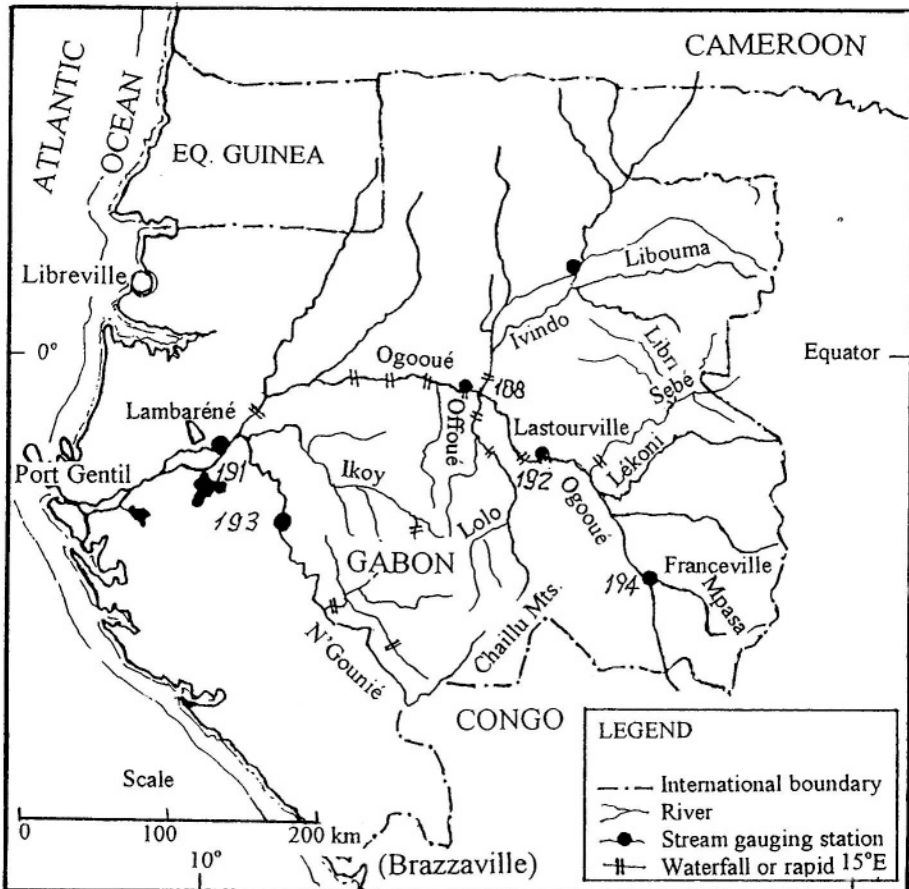 CAMEROON
ATLANTIC
OCEAN
EQ. GUINEA
Libreville
Libouma
Ivindo
0°
Ogooué
Libri
Equator
Sébé
188
Lambaréné
Offoué
Lastourville
Port Gentil
191
Ikoy
192
Lékoni
193
Lolo
Ogooué
GABON
Franceville
194
Mpasa
Chaillu Mts.
N'Gounié
CONGO
LEGEND
Scale
International boundary
River
0 100 200 km
Stream gauging station
10°
(Brazzaville)
Waterfall or rapid 15°E